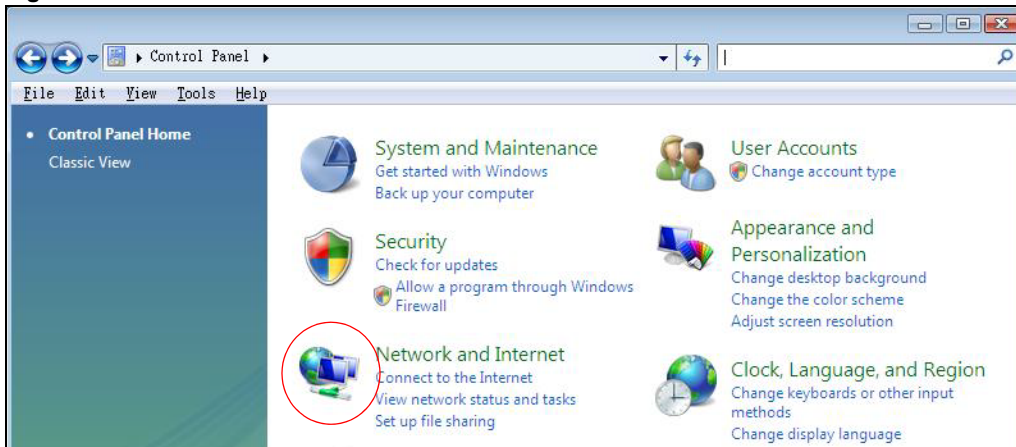 Control Panel
File Edit View Tools Help
Control Panel Home
Classic View
System and Maintenance
Get started with Windows
Back up your computer
Security
Check for updates
Allow a program through Windows
Firewall
Network and Internet
Connect to the Internet
View network status and tasks
Set up file sharing
User Accounts
Change account type
Appearance and
Personalization
Change desktop background
Change the color scheme
Adjust screen resolution
Clock, Language, and Region
Change keyboards or other input
methods
Change display language